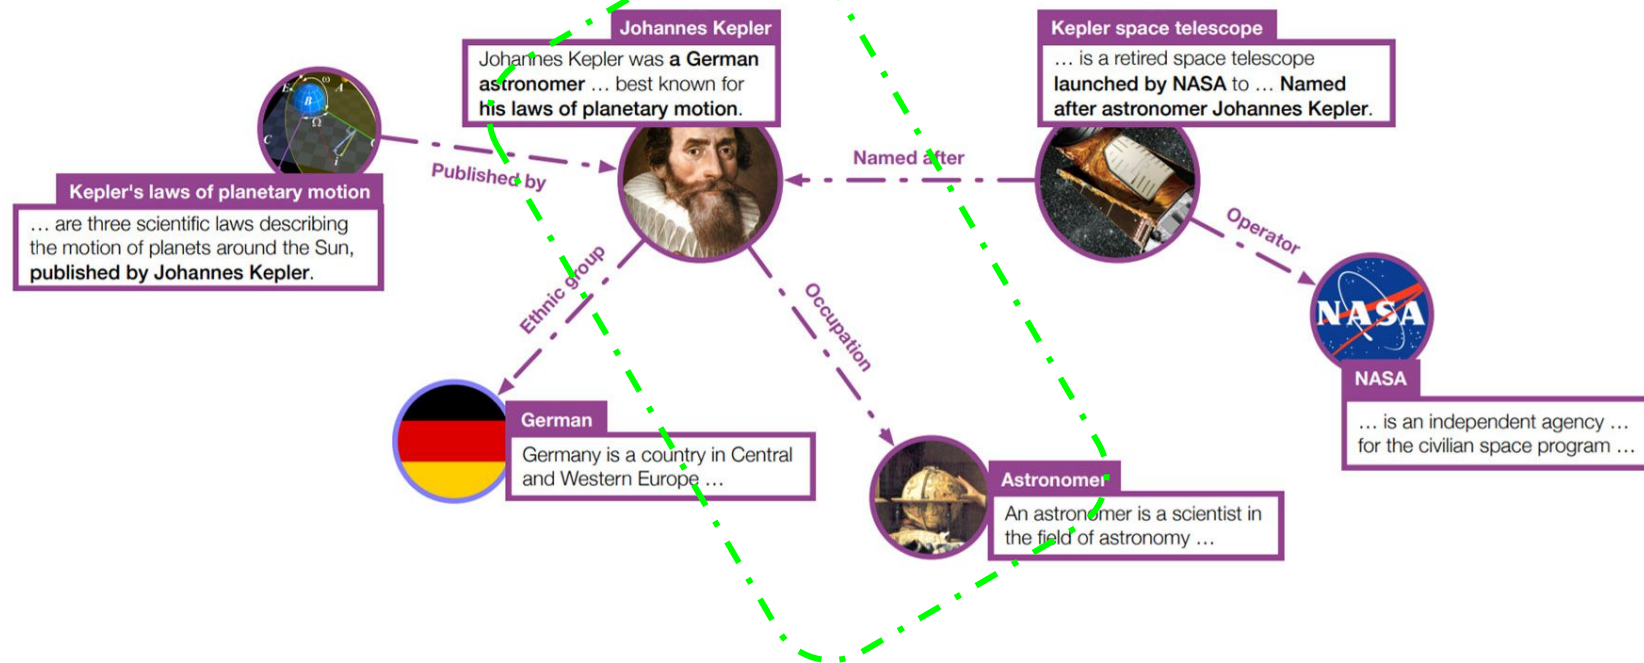 Johannes Kepler
Johannes Kepler was a German
astronomer ... best known for
his laws of planetary motion.
Kepler space telescope
... is a retired space telescope
launched by NASA to ... Named
after astronomer Johannes Kepler.
E ω A
B
Ω
C i
Published by
Named after
Kepler's laws of planetary motion
... are three scientific laws describing
the motion of planets around the Sun,
published by Johannes Kepler.
Operator
Ethnic group
Occupation
NASA
NASA
... is an independent agency ...
for the civilian space program ...
German
Germany is a country in Central
and Western Europe ...
Astronomer
An astronomer is a scientist in
the field of astronomy ...